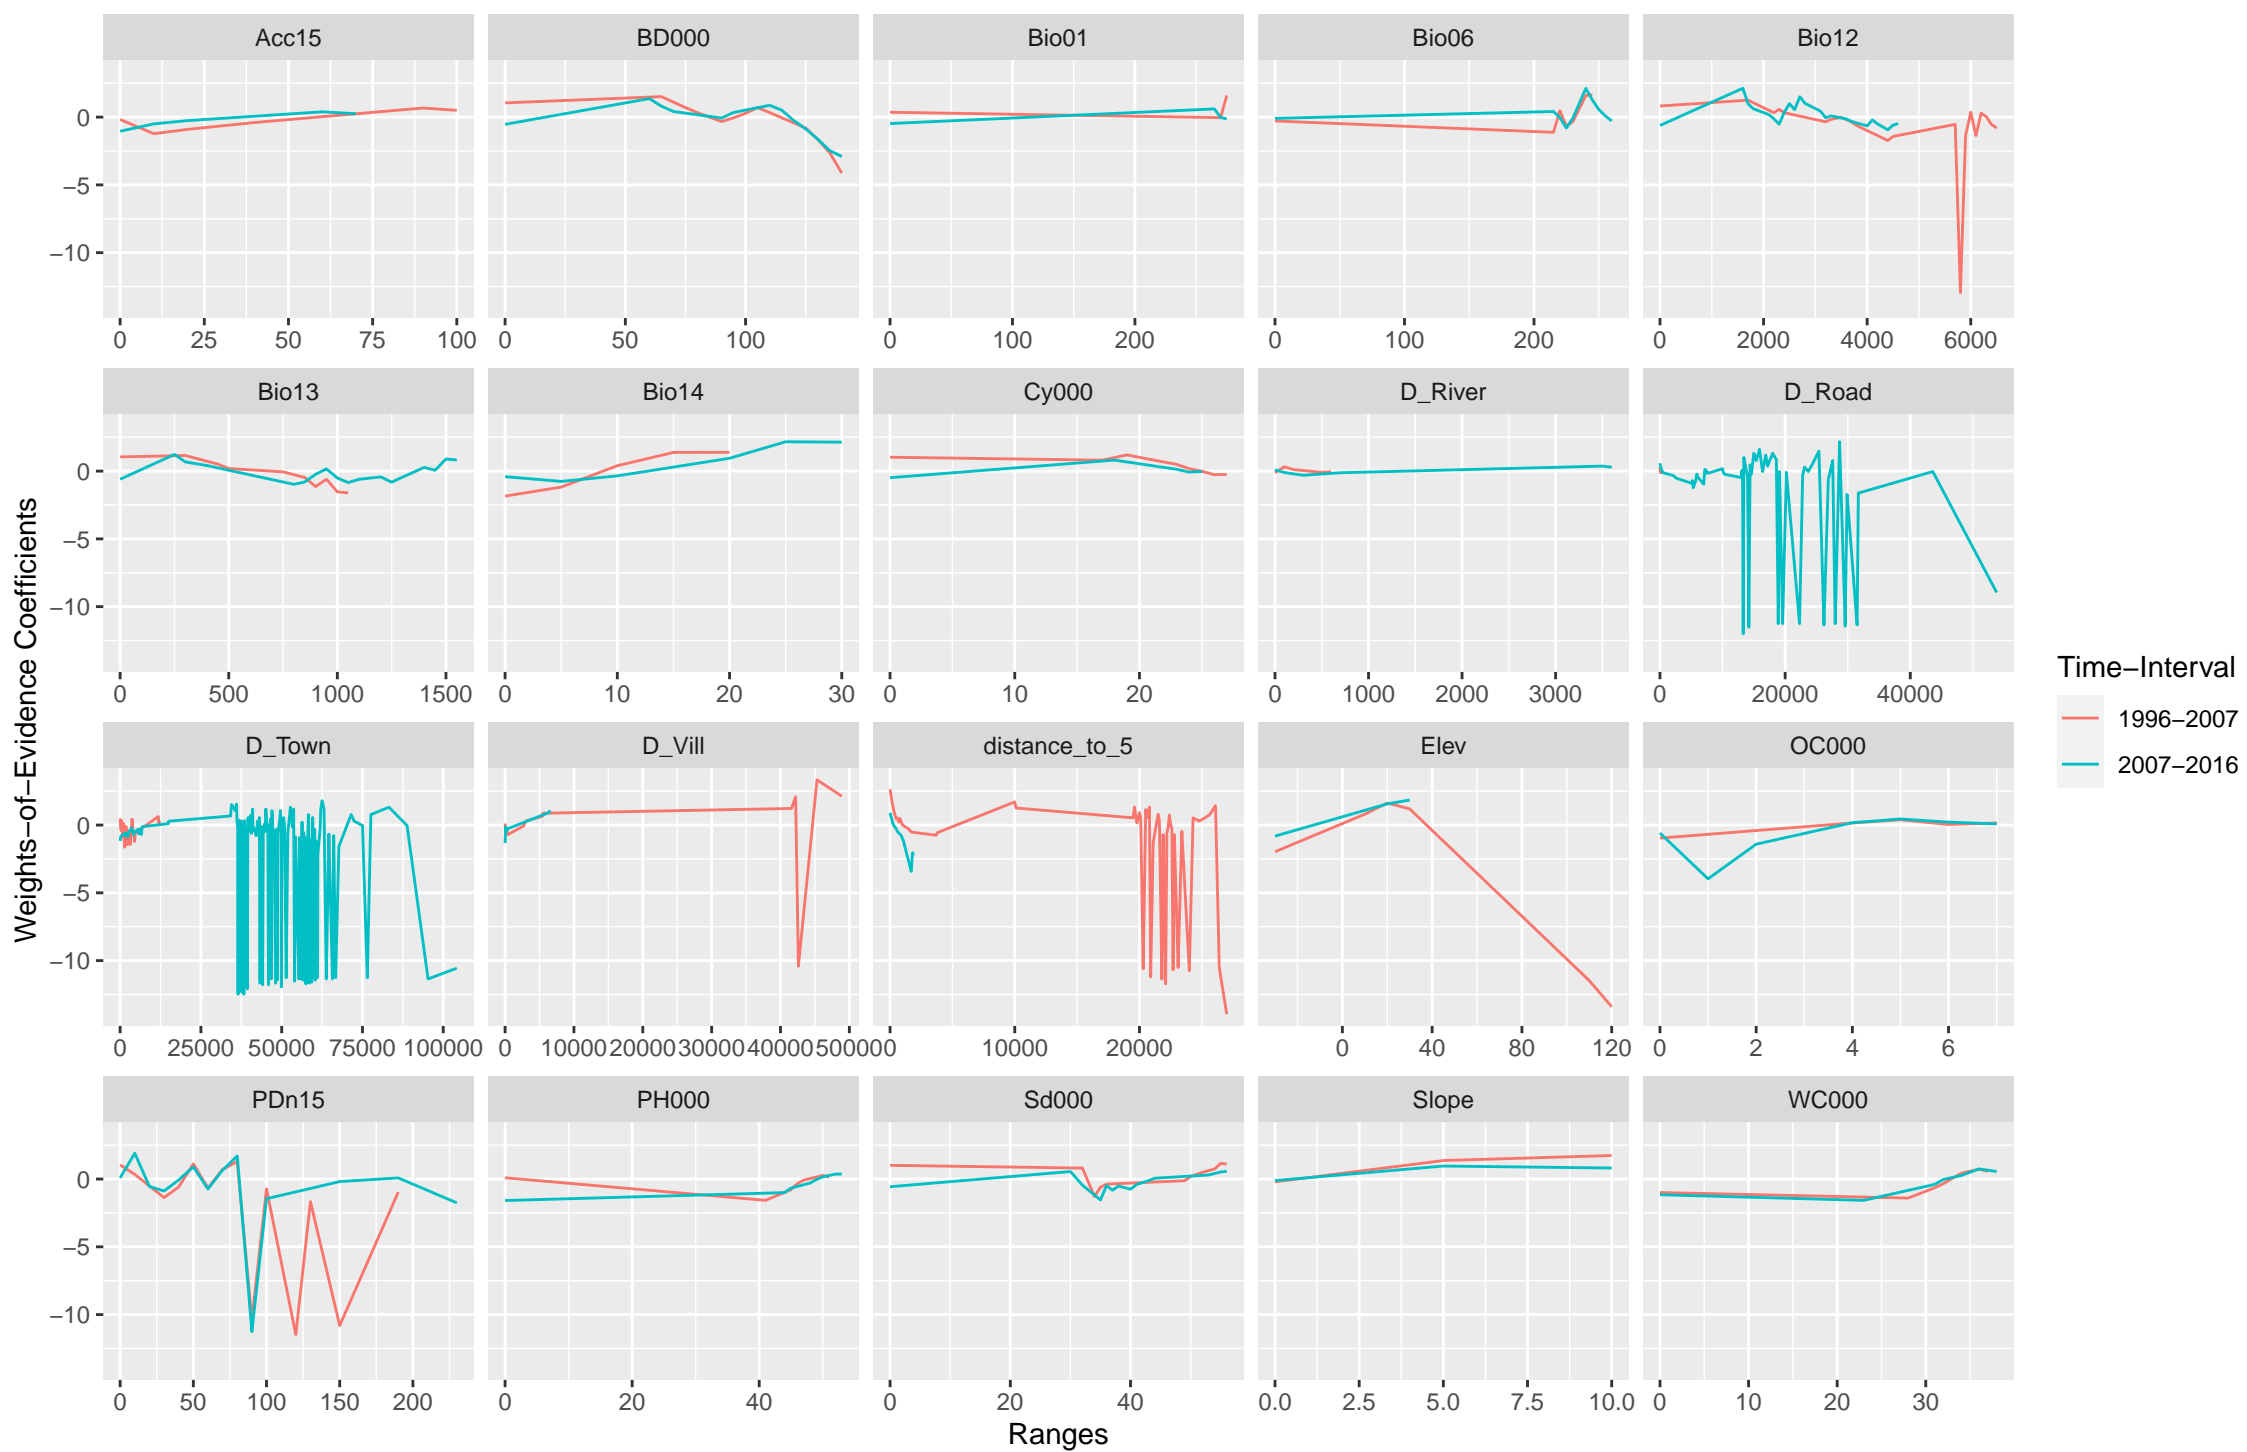 Acc15 BD000 Bio01 Bio06 Bio12
0
−5
−10
0 25 50 75 100 0 50 100 0 100 200 0 100 200 0 2000 4000 6000
Bio13 Bio14 Cy000 D_River D_Road
0
−5
−10
0 500 1000 1500 0 10 20 30 0 10 20 0 1000 2000 3000 0 20000 40000
D_Town D_Vill distance_to_5 Elev OC000
0
−5
−10
0 25000 50000 75000 100000 0 10000 20000 30000 40000 50000 0 10000 20000 0 40 80 120 0 2 4 6
PDn15 PH000 Sd000 Slope WC000
0
−5
−10
0 50 100 150 200 0 20 40 0 20 40 0.0 2.5 5.0 7.5 10.0 0 10 20 30
Ranges
Weights−of−Evidence Coefficients
Time−Interval
1996−2007
2007−2016